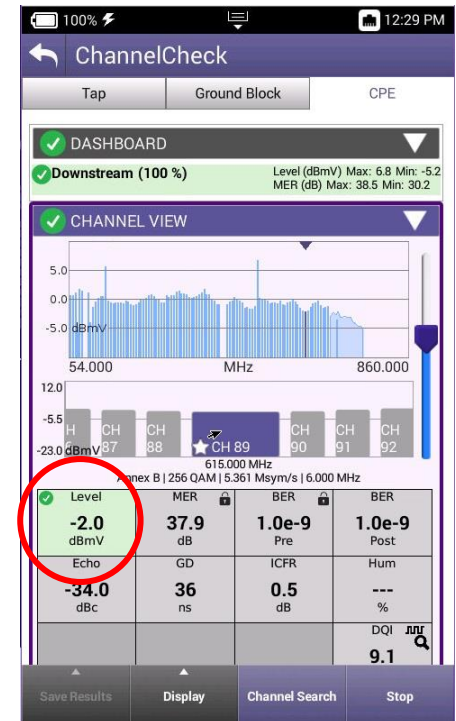 100% 12:29 PM
ChannelCheck
Tap Ground Block CPE
DASHBOARD
Downstream (100 %) Level (dBmV) Max: 6.8 Min: -5.2
MER (dB) Max: 38.5 Min: 30.2
CHANNEL VIEW
5.0
0.0
-5.0 dBmV
54.000 MHz 860.000
12.0
-5.5
H CH CH CH 89 CH CH CH
87 88 90 91 92
-23.0 dBmV
615.000 MHz
Annex B | 256 QAM | 5.361 Msym/s | 6.000 MHz
Level MER BER BER
-2.0 37.9 1.0e-9 1.0e-9
dBmV dB Pre Post
Echo GD ICFR Hum
-34.0 36 0.5 ---
dBc ns dB %
DQI
9.1
Save Results Display Channel Search Stop